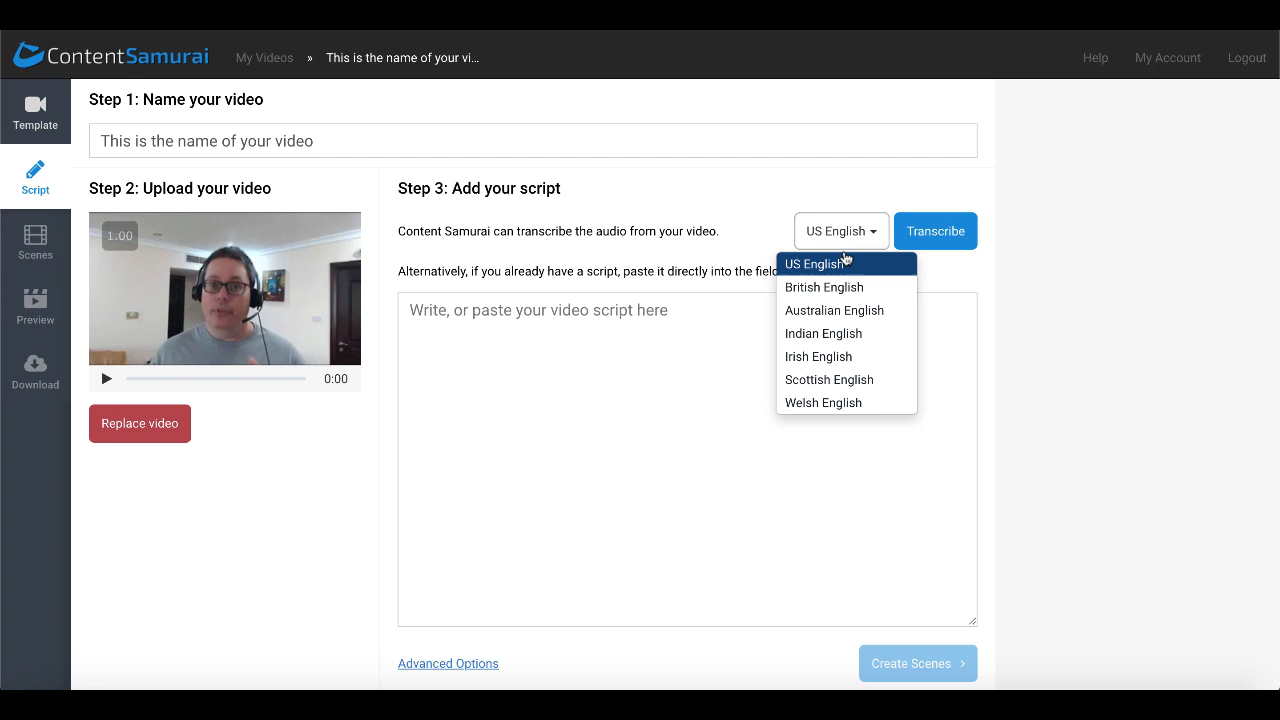 ContentSamurai
My Videos » This is the name of your vi...
Help
My Account
Logout
Template
Script
Scenes
Preview
Download
Step 1: Name your video
This is the name of your video
Step 2: Upload your video
1.00
0:00
Replace video
Step 3: Add your script
Content Samurai can transcribe the audio from your video.
US English
Transcribe
Alternatively, if you already have a script, paste it directly into the field
US English
British English
Australian English
Indian English
Irish English
Scottish English
Welsh English
Write, or paste your video script here
Advanced Options
Create Scenes >